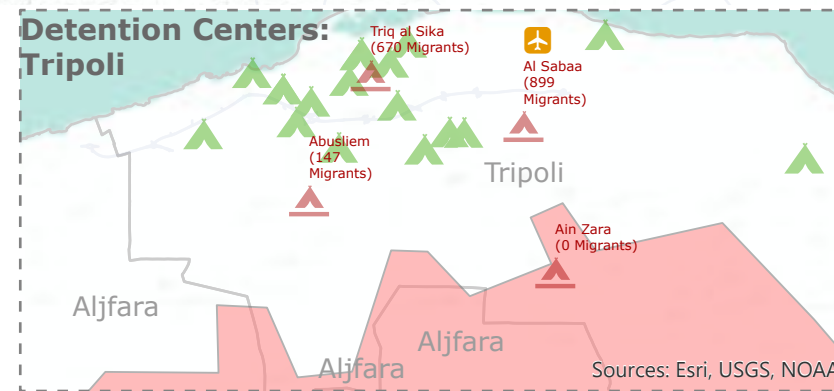 Detention Centers:
Tripoli
Triq al Sika
(670 Migrants)
Al Sabaa
(899
Migrants)
Abusliem
(147
Migrants)
Tripoli
Ain Zara
(0 Migrants)
Aljfara
Aljfara
Aljfara
Sources: Esri, USGS, NOAA